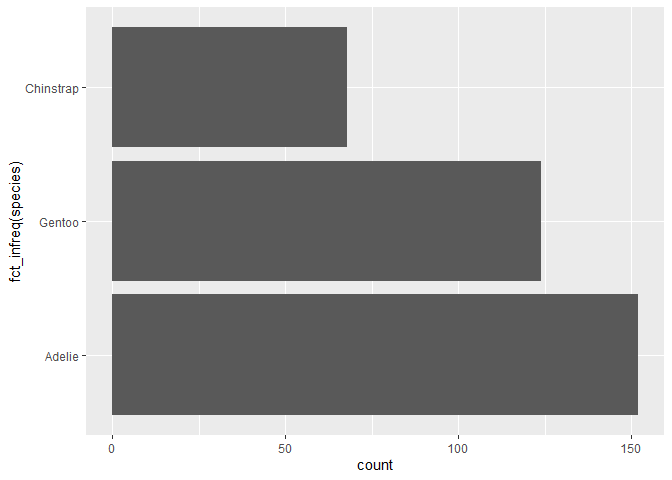 Chinstrap
Gentoo
Adelie
fct_infreq(species)
0 50 100 150
count